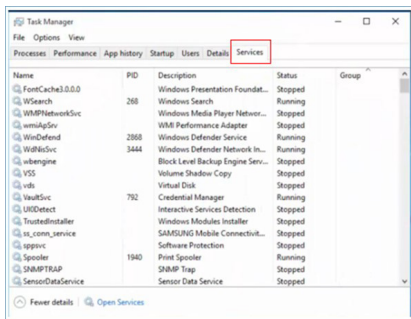 Task Manager
File Options View
Processes Performance App history Startup Users Details Services
Name PID Description Status Group
FontCache3.0.0.0 Windows Presentation Foundat... Stopped
WSearch 268 Windows Search Running
WMPNetworkSvc Windows Media Player Networ... Stopped
wmiApSrv WMI Performance Adapter Stopped
WinDefend 2868 Windows Defender Service Running
WdNisSvc 3444 Windows Defender Network In... Running
wbengine Block Level Backup Engine Serv... Stopped
VSS Volume Shadow Copy Stopped
vds Virtual Disk Stopped
VaultSvc 792 Credential Manager Running
UI0Detect Interactive Services Detection Stopped
TrustedInstaller Windows Modules Installer Stopped
ss_conn_service SAMSUNG Mobile Connectivit... Stopped
sppsvc Software Protection Stopped
Spooler 1940 Print Spooler Running
SNMPTRAP SNMP Trap Stopped
SensorDataService Sensor Data Service Stopped
Fewer details Open Services